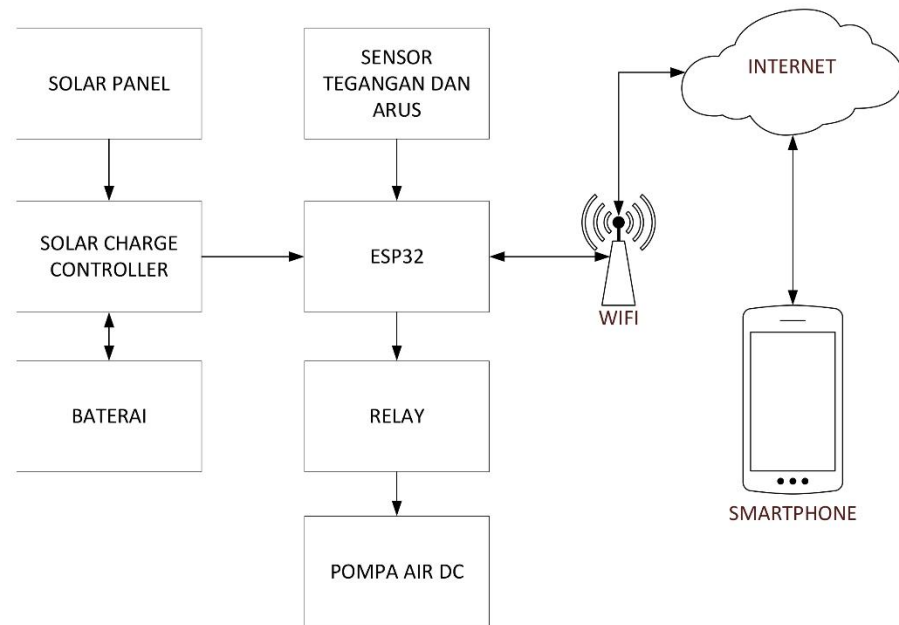 SOLAR PANEL
SENSOR
TEGANGAN DAN
ARUS
INTERNET
SOLAR CHARGE
CONTROLLER
ESP32
WIFI
BATERAI
RELAY
SMARTPHONE
POMPA AIR DC